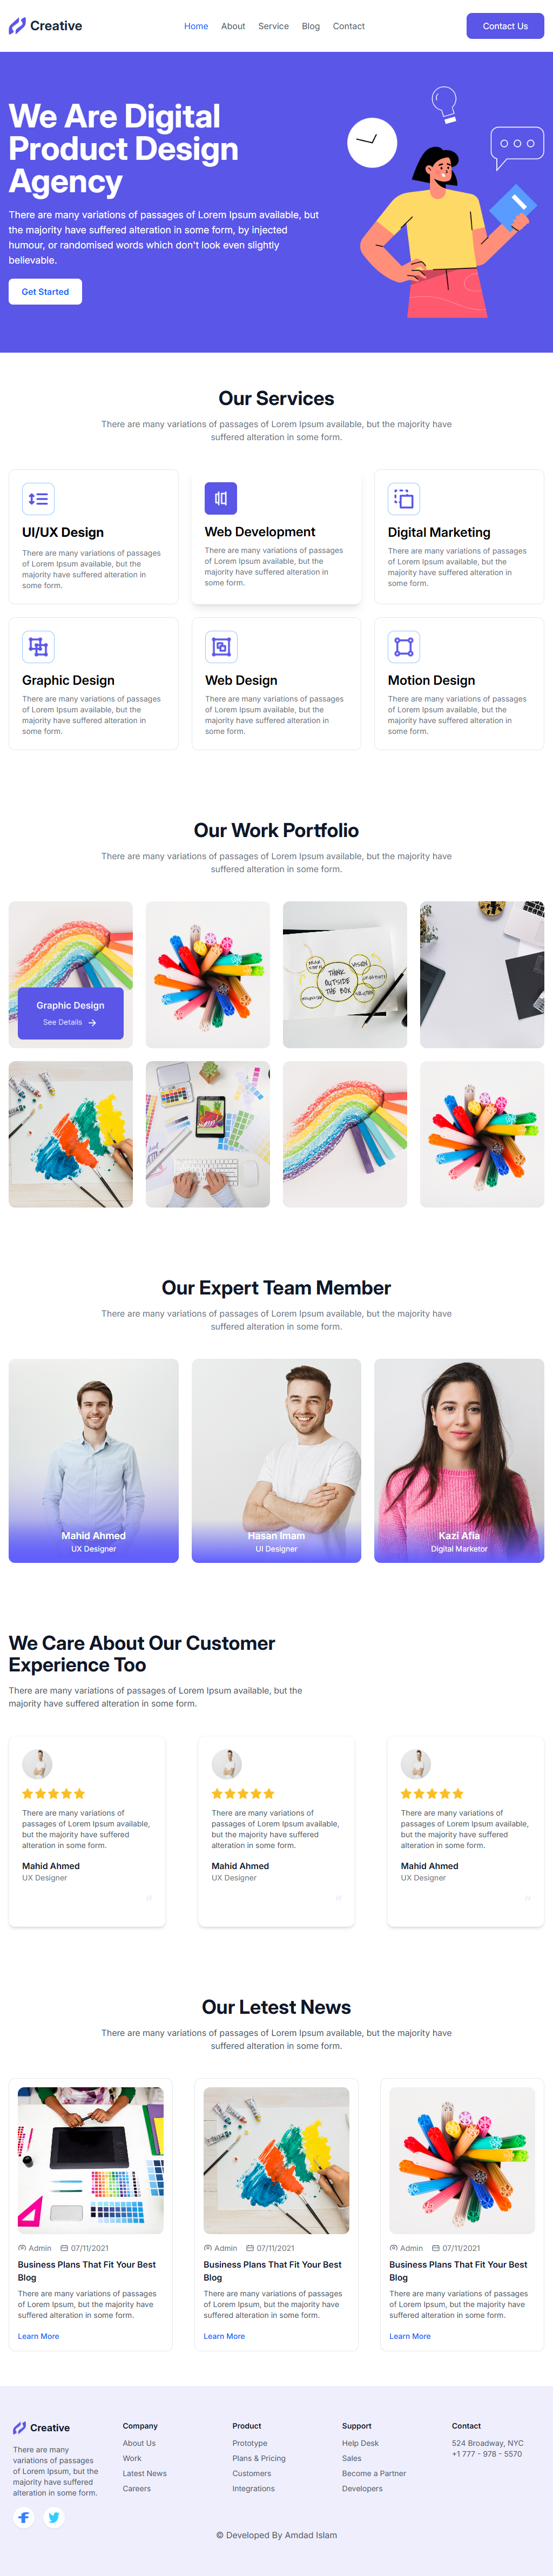 Creative
Home About Service Blog Contact
Contact Us
We Are Digital
Product Design
Agency
There are many variations of passages of Lorem Ipsum available, but
the majority have suffered alteration in some form, by injected
humour, or randomised words which don't look even slightly
believable.
Get Started
Our Services
There are many variations of passages of Lorem Ipsum available, but the majority have
suffered alteration in some form.
UI/UX Design
There are many variations of passages
of Lorem Ipsum available, but the
majority have suffered alteration in
some form.
Web Development
There are many variations of passages
of Lorem Ipsum available, but the
majority have suffered alteration in
some form.
Digital Marketing
There are many variations of passages
of Lorem Ipsum available, but the
majority have suffered alteration in
some form.
Graphic Design
There are many variations of passages
of Lorem Ipsum available, but the
majority have suffered alteration in
some form.
Web Design
There are many variations of passages
of Lorem Ipsum available, but the
majority have suffered alteration in
some form.
Motion Design
There are many variations of passages
of Lorem Ipsum available, but the
majority have suffered alteration in
some form.
Our Work Portfolio
There are many variations of passages of Lorem Ipsum available, but the majority have
suffered alteration in some form.
Graphic Design
See Details
VISION
THINK
OUTSIDE
THE BOX
Our Expert Team Member
There are many variations of passages of Lorem Ipsum available, but the majority have
suffered alteration in some form.
Mahid Ahmed
UX Designer
Hasan Imam
UI Designer
Kazi Afia
Digital Marketor
We Care About Our Customer
Experience Too
There are many variations of passages of Lorem Ipsum available, but the
majority have suffered alteration in some form.
There are many variations of
passages of Lorem Ipsum available,
but the majority have suffered
alteration in some form.
Mahid Ahmed
UX Designer
There are many variations of
passages of Lorem Ipsum available,
but the majority have suffered
alteration in some form.
Mahid Ahmed
UX Designer
There are many variations of
passages of Lorem Ipsum available,
but the majority have suffered
alteration in some form.
Mahid Ahmed
UX Designer
Our Letest News
There are many variations of passages of Lorem Ipsum available, but the majority have
suffered alteration in some form.
Admin 07/11/2021
Business Plans That Fit Your Best
Blog
There are many variations of passages
of Lorem Ipsum, but the majority have
suffered alteration in some form.
Learn More
Admin 07/11/2021
Business Plans That Fit Your Best
Blog
There are many variations of passages
of Lorem Ipsum, but the majority have
suffered alteration in some form.
Learn More
Admin 07/11/2021
Business Plans That Fit Your Best
Blog
There are many variations of passages
of Lorem Ipsum, but the majority have
suffered alteration in some form.
Learn More
Creative
There are many
variations of passages
of Lorem Ipsum, but the
majority have suffered
alteration in some form.
Company
About Us
Work
Latest News
Careers
Product
Prototype
Plans & Pricing
Customers
Integrations
Support
Help Desk
Sales
Become a Partner
Developers
Contact
524 Broadway, NYC
+1 777 - 978 - 5570
© Developed By Amdad Islam